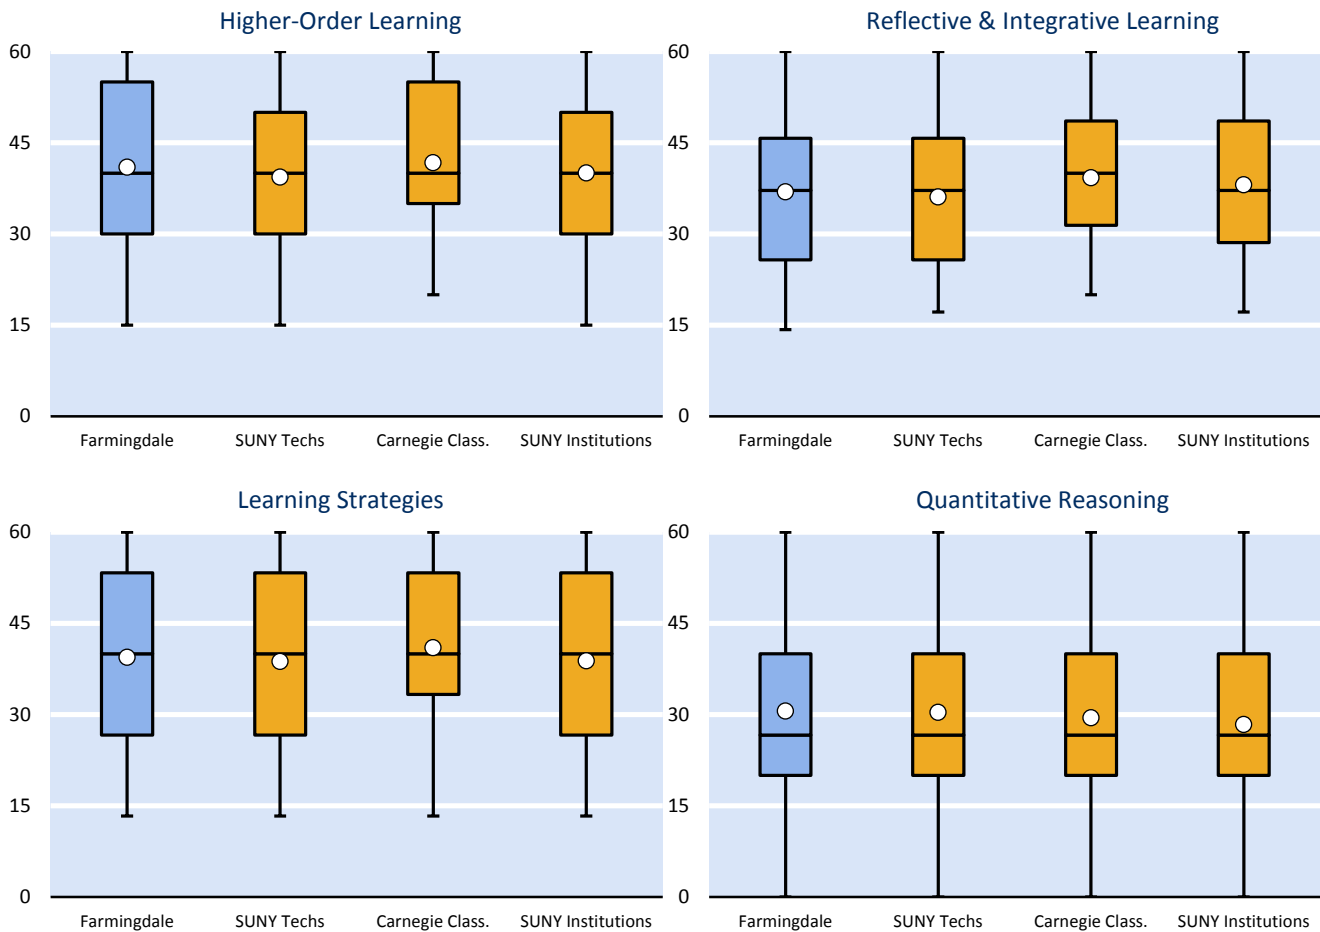 Higher-Order Learning
Reflective & Integrative Learning
60
45
30
15
0
60
45
30
15
0
Farmingdale SUNY Techs Carnegie Class. SUNY Institutions
Farmingdale SUNY Techs Carnegie Class. SUNY Institutions
Learning Strategies
Quantitative Reasoning
60
45
30
15
0
60
45
30
15
0
Farmingdale SUNY Techs Carnegie Class. SUNY Institutions
Farmingdale SUNY Techs Carnegie Class. SUNY Institutions